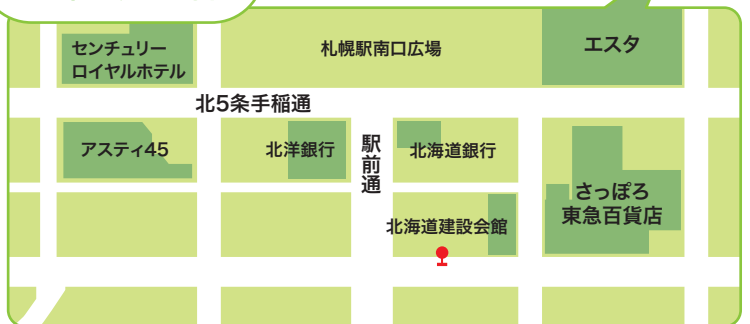 センチュリー
ロイヤルホテル
札幌駅南口広場
エスタ
北5条手稲通
アスティ45
北洋銀行
駅前通
北海道銀行
さっぽろ
東急百貨店
北海道建設会館